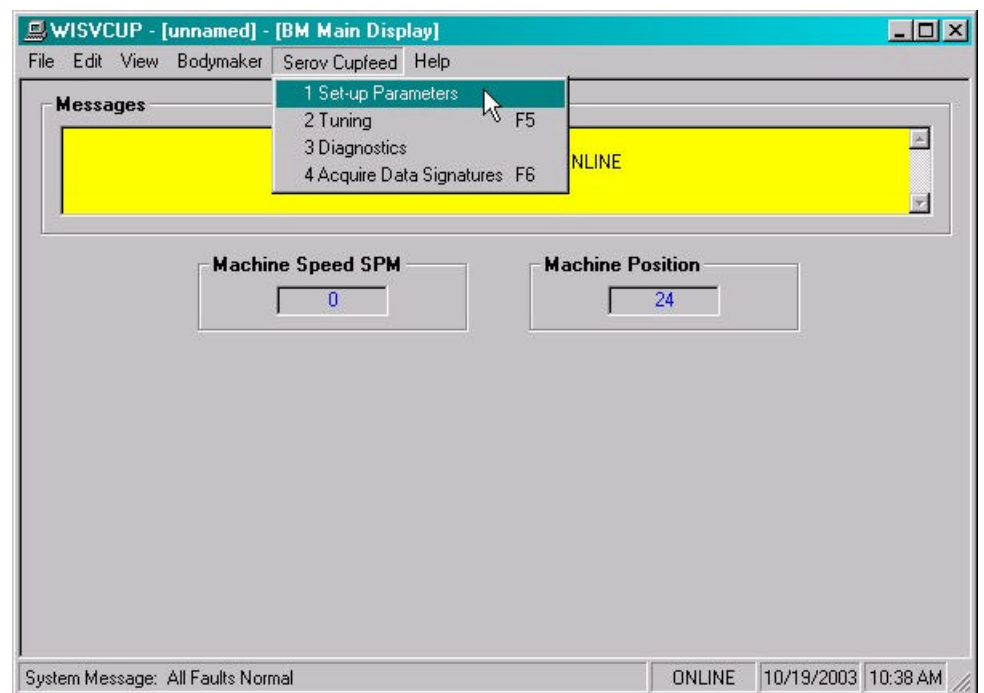 WISVCUP - [unnamed] - [BM Main Display]
File Edit View Bodymaker Serov Cupfeed Help
1 Set-up Parameters
2 Tuning F5
3 Diagnostics
4 Acquire Data Signatures F6
Messages
NLINE
Machine Speed SPM
0
Machine Position
24
System Message: All Faults Normal
ONLINE 10/19/2003 10:38 AM